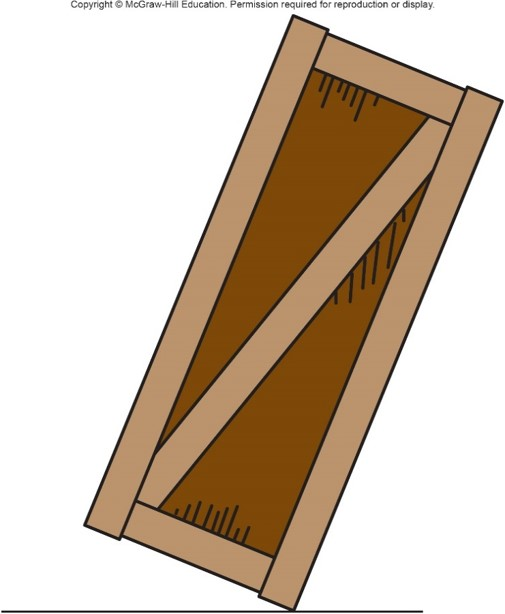 Copyright © McGraw-Hill Education. Permission required for reproduction or display.